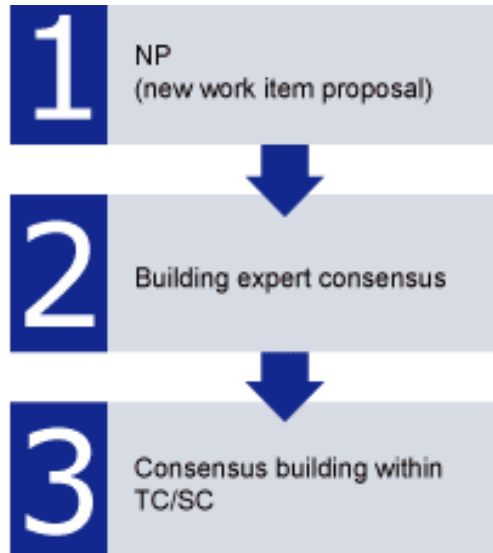 1
NP
(new work item proposal)
2
Building expert consensus
3
Consensus building within
TC/SC